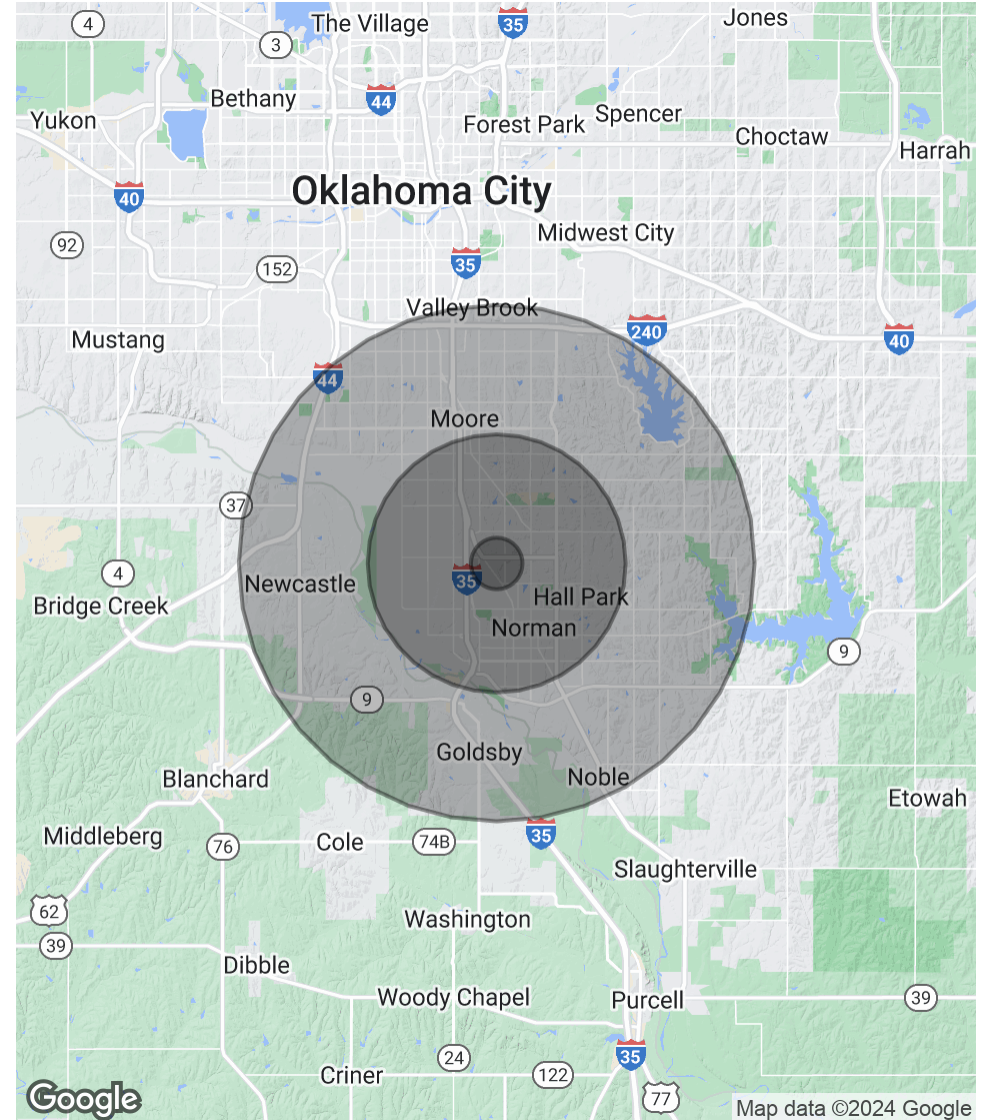 The Village
35
Jones
4
3
Bethany
44
Yukon
Forest Park
Spencer
Choctaw
Harrah
40
Oklahoma City
92
Midwest City
152
35
Valley Brook
Mustang
240
40
44
Moore
37
4
Newcastle
35
Hall Park
Bridge Creek
Norman
9
9
Goldsby
Noble
Blanchard
Etowah
Middleberg
76
Cole
74B
35
Slaughterville
62
39
Washington
Dibble
Woody Chapel
Purcell
39
24
35
Criner
122
77
Google
Map data ©2024 Google